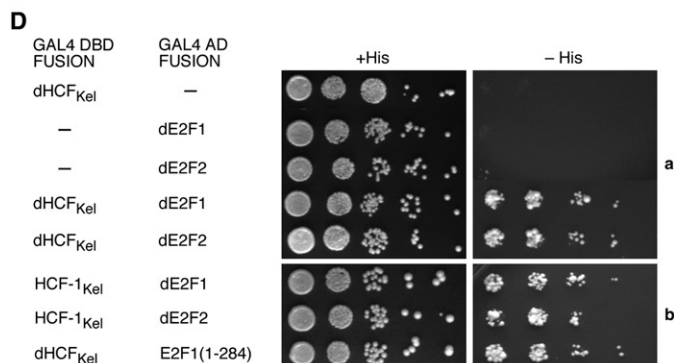 D
GAL4 DBD GAL4 AD
FUSION FUSION +His – His
dHCFKel –
– dE2F1
– dE2F2
a
dHCFKel dE2F1
dHCFKel dE2F2
HCF-1Kel dE2F1
HCF-1Kel dE2F2 b
dHCFKel E2F1(1-284)